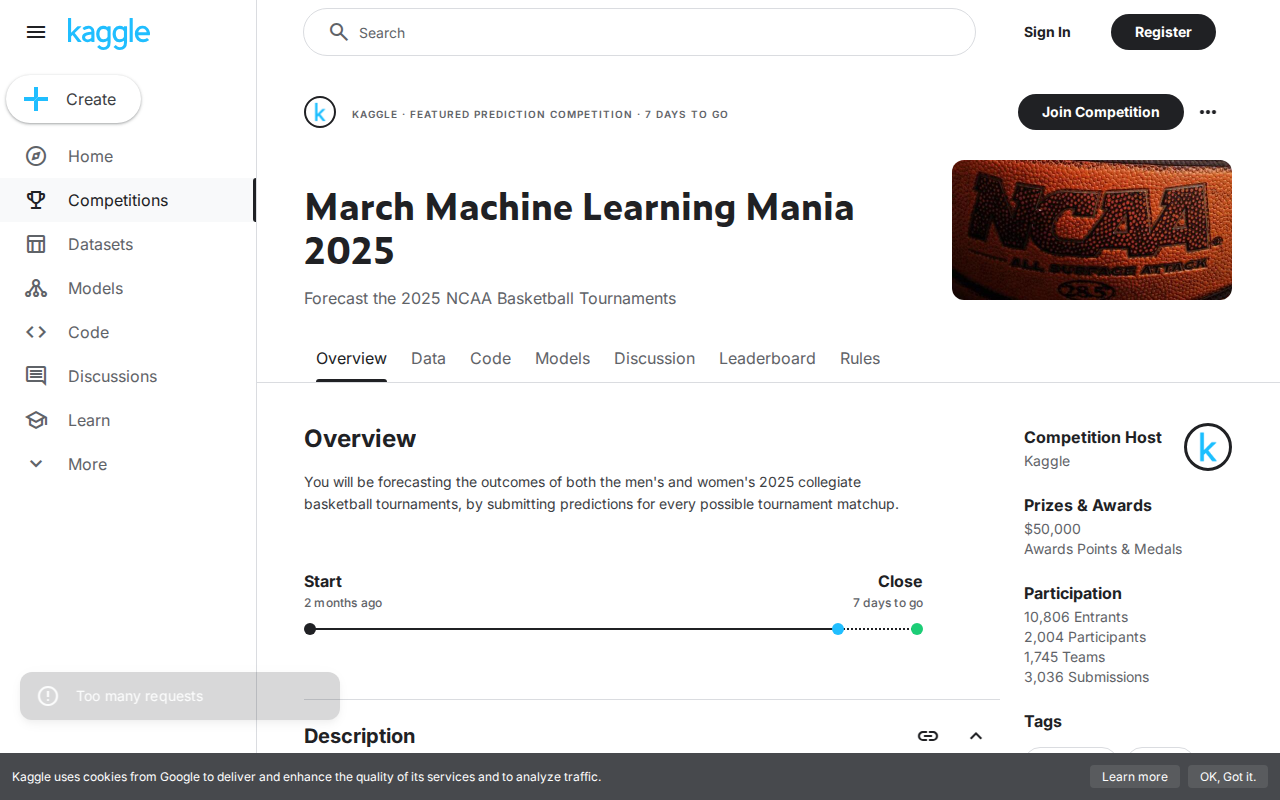 kaggle
Search
Sign In
Register
Create
Home
Competitions
Datasets
Models
Code
Discussions
Learn
More
KAGGLE · FEATURED PREDICTION COMPETITION · 7 DAYS TO GO
Join Competition
March Machine Learning Mania
2025
Forecast the 2025 NCAA Basketball Tournaments
NCAA
ALL SURFACE ATTACK
28.5
Overview Data Code Models Discussion Leaderboard Rules
Overview
You will be forecasting the outcomes of both the men's and women's 2025 collegiate
basketball tournaments, by submitting predictions for every possible tournament matchup.
Start
2 months ago
Close
7 days to go
Description
Competition Host
Kaggle
Prizes & Awards
$50,000
Awards Points & Medals
Participation
10,806 Entrants
2,004 Participants
1,745 Teams
3,036 Submissions
Tags
Too many requests
Kaggle uses cookies from Google to deliver and enhance the quality of its services and to analyze traffic.
Learn more
OK, Got it.